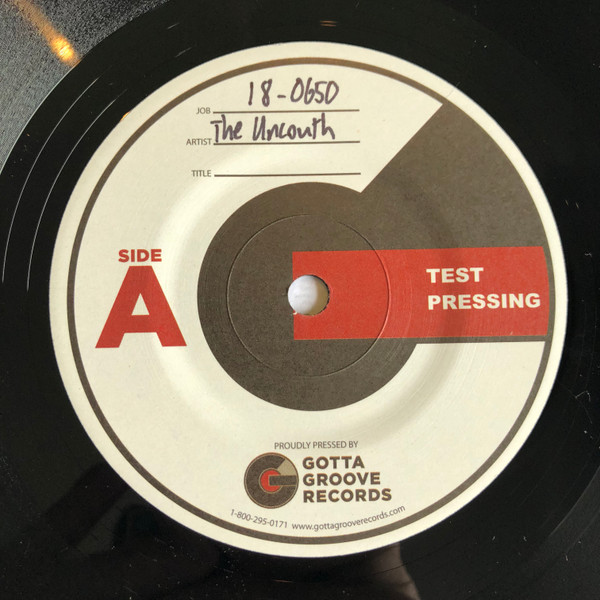 JOB 18-0650
ARTIST The Uncouth
TITLE
SIDE
A
TEST
PRESSING
PROUDLY PRESSED BY
GOTTA
GROOVE
RECORDS
1-800-295-0171 www.gottagrooverecords.com